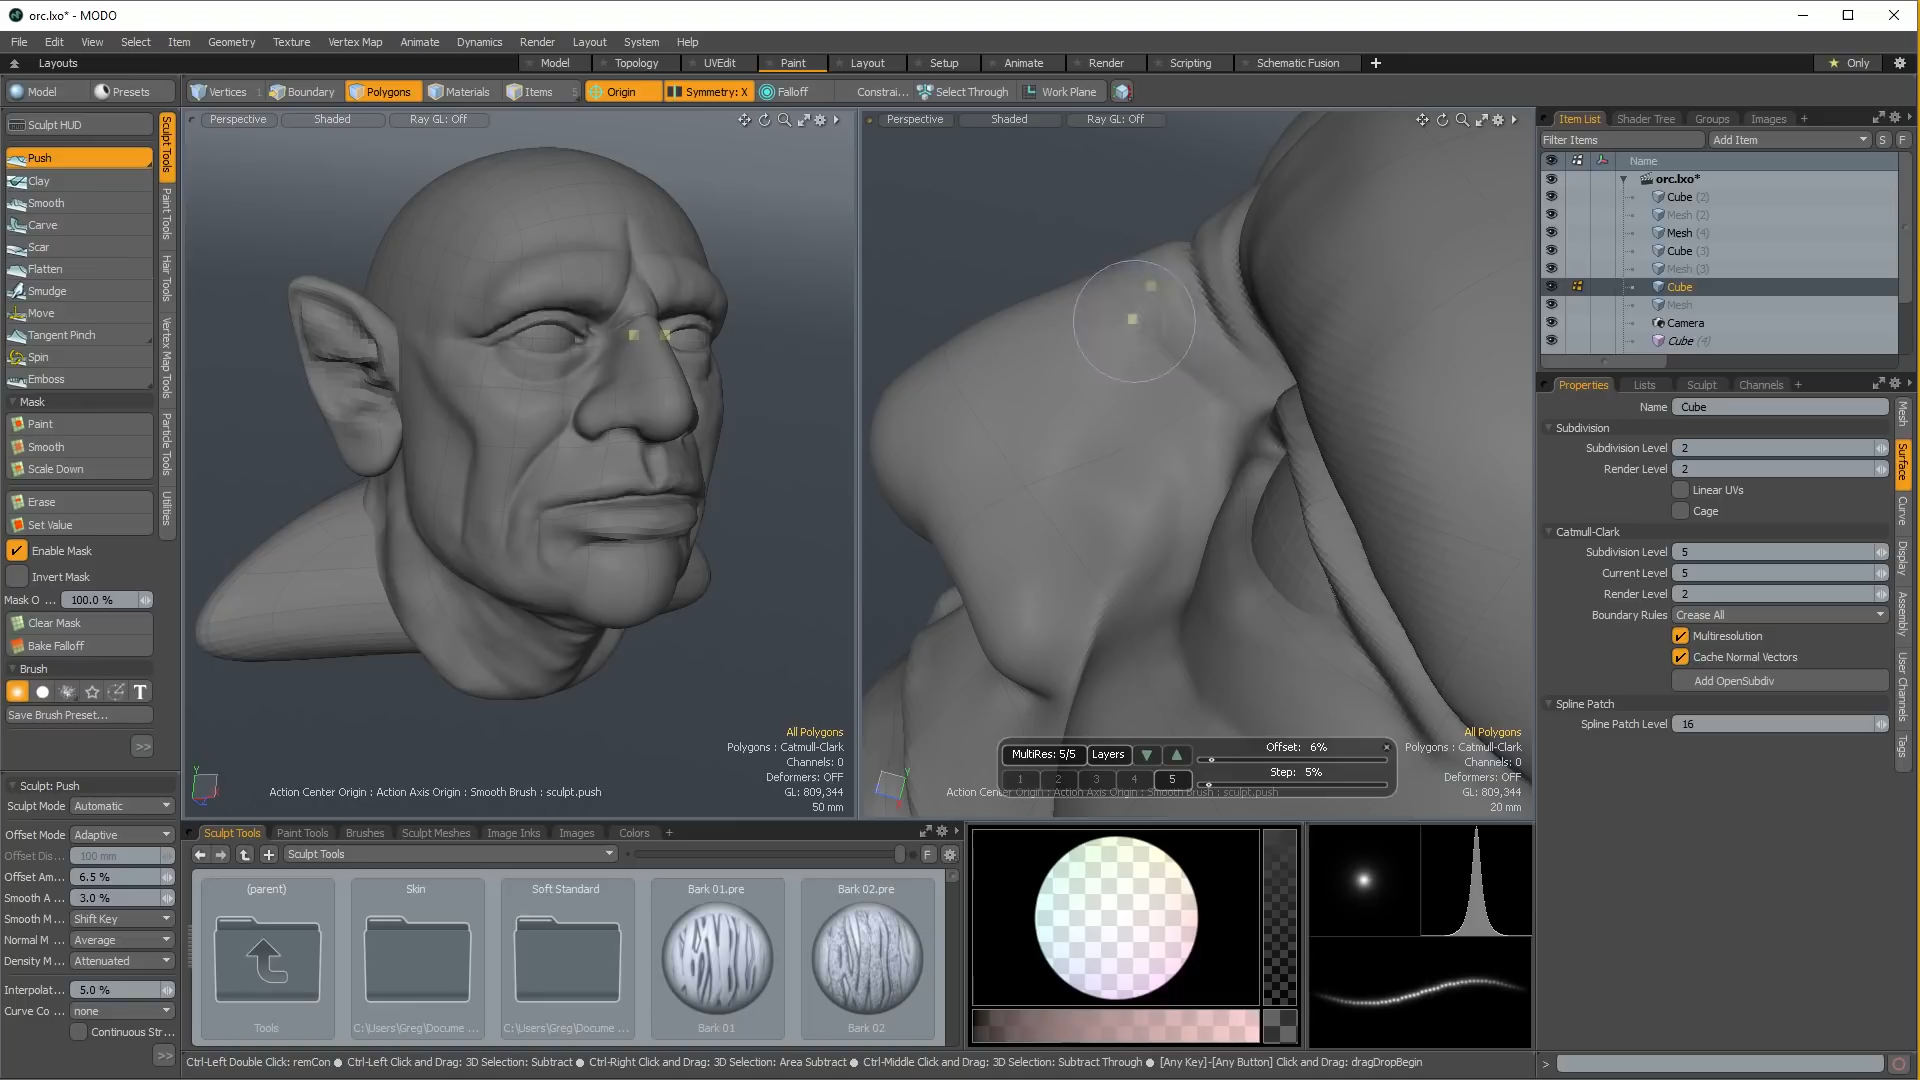 orc.lxo* - MODO
File Edit View Select Item Geometry Texture Vertex Map Animate Dynamics Render Layout System Help
Layouts Model Topology UVEdit Paint Layout Setup Animate Render Scripting Schematic Fusion + Only
Model Presets Vertices 1 Boundary Polygons Materials Items 5 Origin Symmetry: X Falloff Constrai... Select Through Work Plane
Sculpt HUD
Push
Clay
Smooth
Carve
Scar
Flatten
Smudge
Move
Tangent Pinch
Spin
Emboss
Mask
Paint
Smooth
Scale Down
Erase
Set Value
Enable Mask
Invert Mask
Mask O ... 100.0 %
Clear Mask
Bake Falloff
Brush
T
Save Brush Preset...
>>
Sculpt: Push
Sculpt Mode Automatic
Offset Mode Adaptive
Offset Dis... 100 mm
Offset Am... 6.5 %
Smooth A ... 3.0 %
Smooth M ... Shift Key
Normal M ... Average
Density M ... Attenuated
Interpolat... 5.0 %
Curve Co ... none
Continuous Str ...
>>
Sculpt Tools
Paint Tools
Hair Tools
Vertex Map Tools
Particle Tools
Utilities
Perspective Shaded Ray GL: Off
All Polygons
Polygons : Catmull-Clark
Channels: 0
Deformers: OFF
GL: 809,344
50 mm
Action Center Origin : Action Axis Origin : Smooth Brush : sculpt.push
Perspective Shaded Ray GL: Off
All Polygons
Polygons : Catmull-Clark
Channels: 0
Deformers: OFF
GL: 809,344
20 mm
MultiRes: 5/5 Layers Offset: 6%
1 2 3 4 5 Step: 5%
Action Center Origin : Action Axis Origin : Smooth Brush : sculpt.push
Sculpt Tools Paint Tools Brushes Sculpt Meshes Image Inks Images Colors +
Sculpt Tools F
(parent) Skin Soft Standard Bark 01.pre Bark 02.pre
Tools C:\Users\Greg\Docume ... C:\Users\Greg\Docume ... Bark 01 Bark 02
Item List Shader Tree Groups Images +
Filter Items Add Item S F
Name
orc.lxo*
Cube (2)
Mesh (2)
Mesh (4)
Cube (3)
Mesh (3)
Cube
Mesh
Camera
Cube (4)
Properties Lists Sculpt Channels +
Name Cube
Subdivision
Subdivision Level 2
Render Level 2
Linear UVs
Cage
Catmull-Clark
Subdivision Level 5
Current Level 5
Render Level 2
Boundary Rules Crease All
Multiresolution
Cache Normal Vectors
Add OpenSubdiv
Spline Patch
Spline Patch Level 16
Mesh
Surface
Curve
Display
Assembly
User Channels
Tags
Ctrl-Left Double Click: remCon ● Ctrl-Left Click and Drag: 3D Selection: Subtract ● Ctrl-Right Click and Drag: 3D Selection: Area Subtract ● Ctrl-Middle Click and Drag: 3D Selection: Subtract Through ● [Any Key]-[Any Button] Click and Drag: dragDropBegin
>